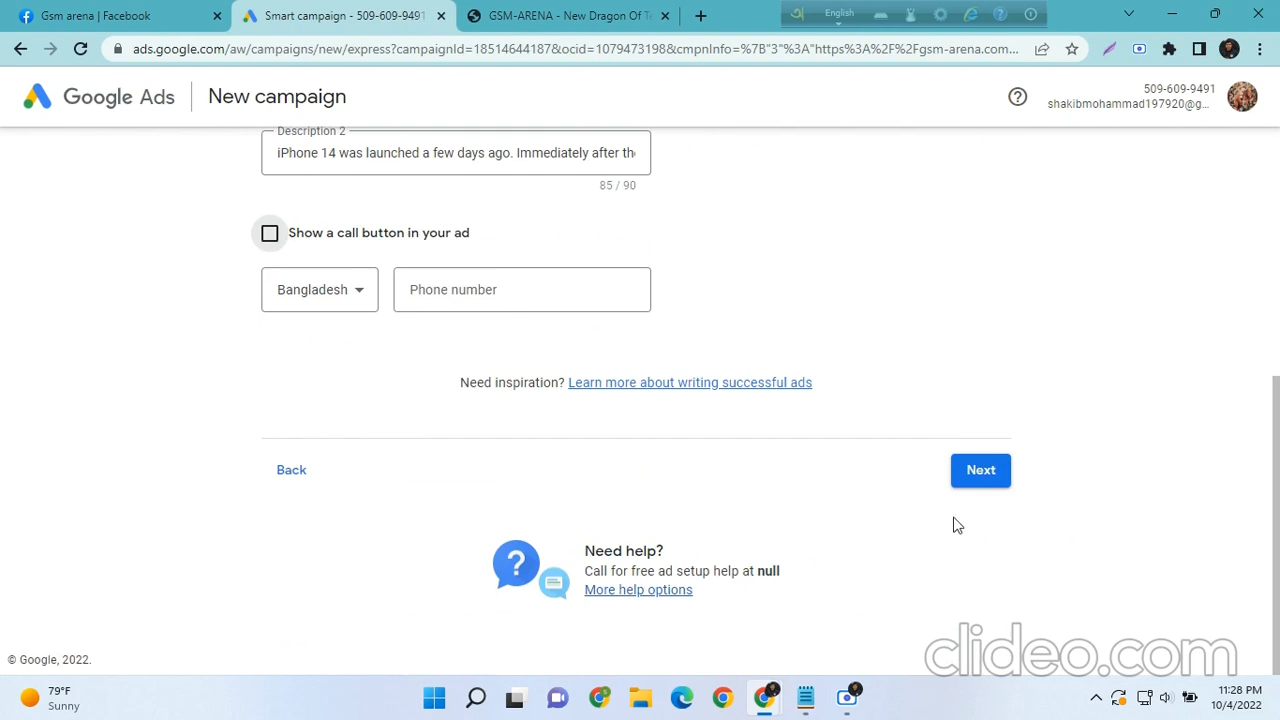 Gsm arena | Facebook
Smart campaign - 509-609-9491
GSM-ARENA - New Dragon Of Te
English
ads.google.com/aw/campaigns/new/express?campaignId=18514644187&ocid=1079473198&cmpnInfo=%7B"3"%3A"https%3A%2F%2Fgsm-arena.com...
Google Ads
New campaign
509-609-9491
shakibmohammad197920@g...
Description 2
iPhone 14 was launched a few days ago. Immediately after th
85 / 90
Show a call button in your ad
Bangladesh
Phone number
Need inspiration? Learn more about writing successful ads
Back
Next
Need help?
Call for free ad setup help at null
More help options
© Google, 2022.
clideo.com
79°F
Sunny
11:28 PM
10/4/2022